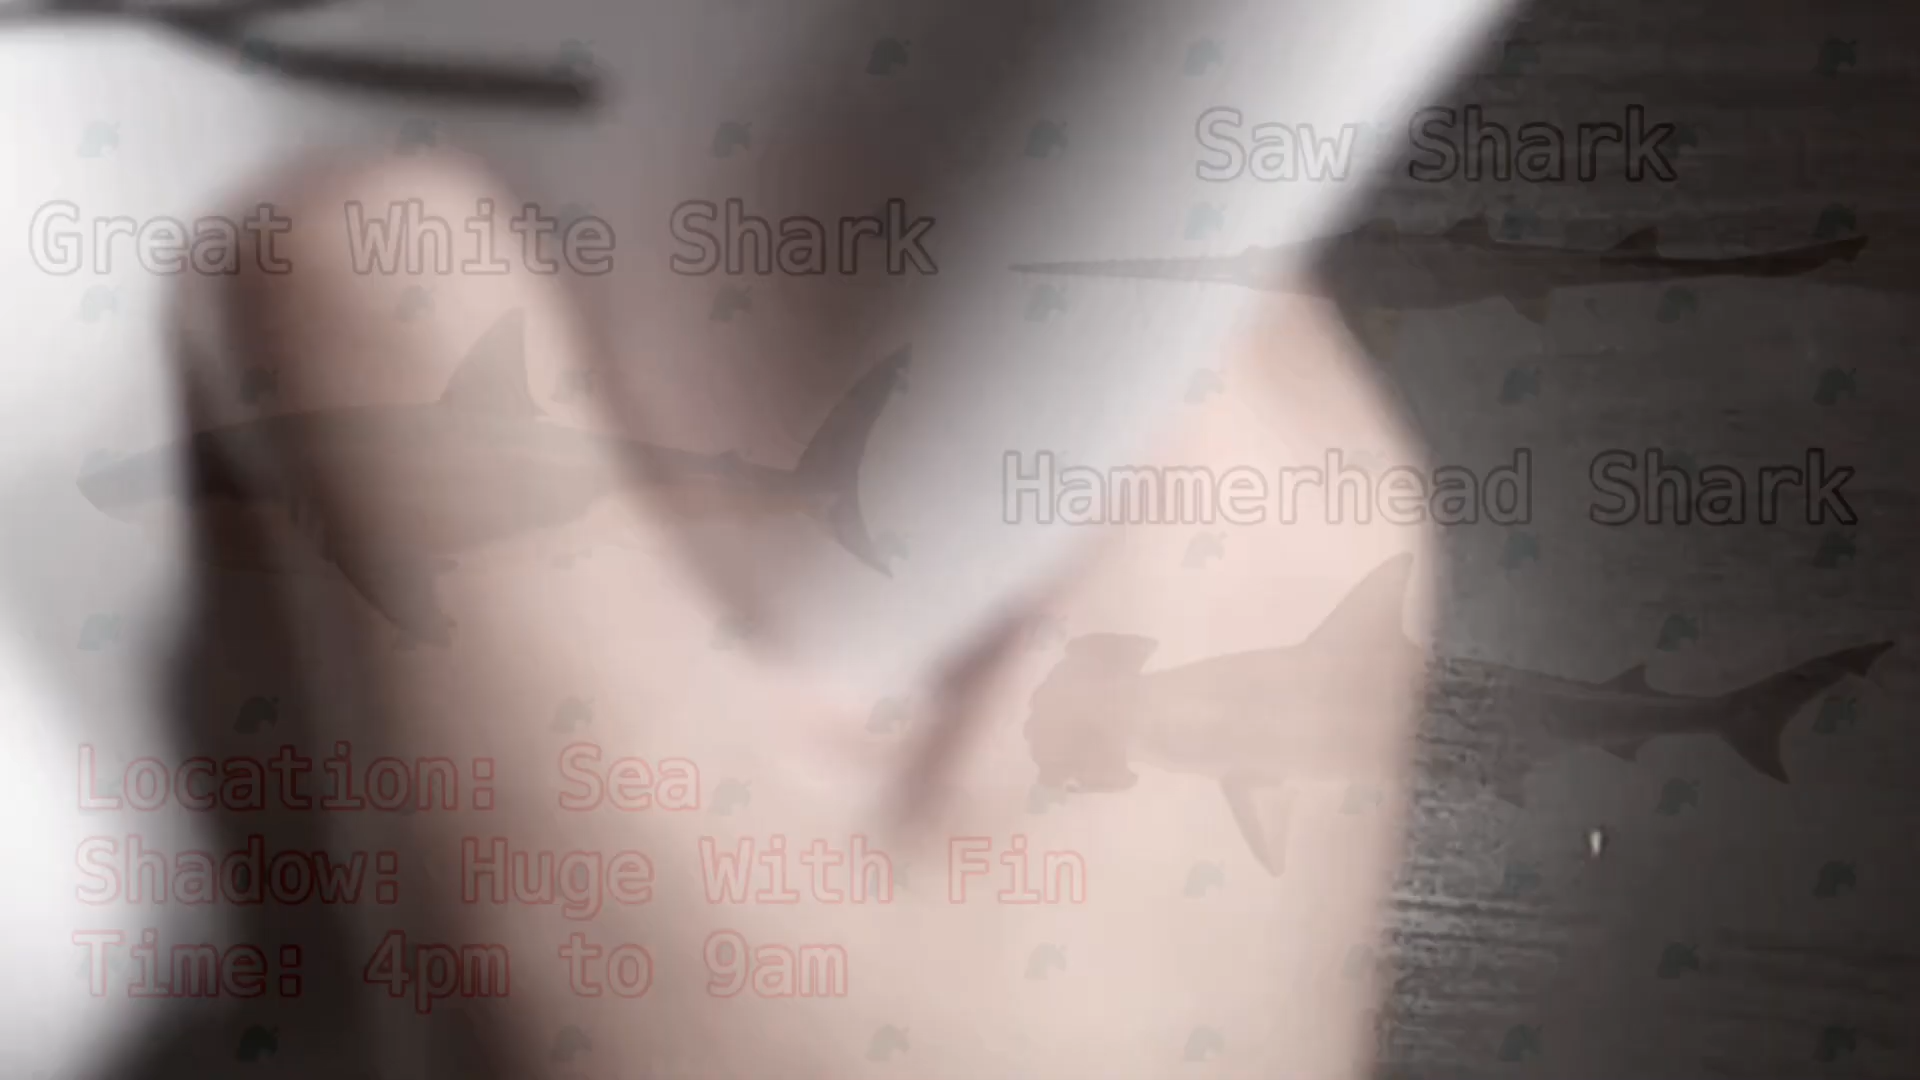 Great White Shark
Saw Shark
Hammerhead Shark
Location: Sea
Shadow: Huge With Fin
Time: 4pm to 9am